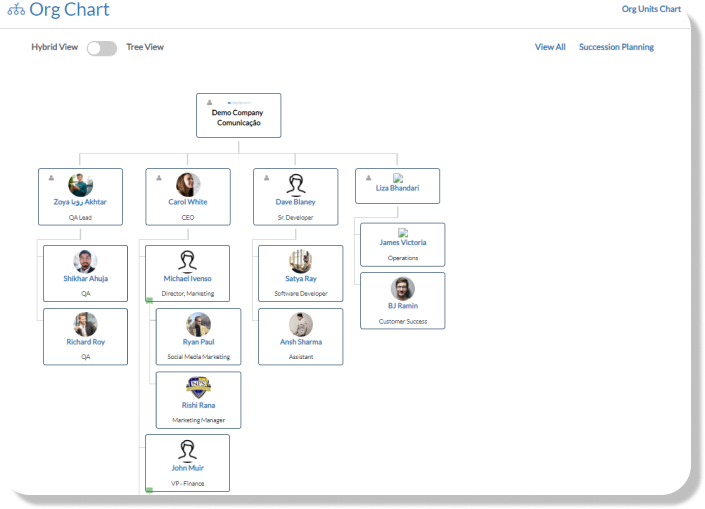 Org Chart
Org Units Chart
Hybrid View
Tree View
View All
Succession Planning
Demo Company
Comunicação
Zoya رویا Akhtar
QA Lead
Carol White
CEO
Dave Blaney
Sr. Developer
Liza Bhandari
Shikhar Ahuja
QA
Michael Ivenso
Director, Marketing
Satya Ray
Software Developer
James Victoria
Operations
Richard Roy
QA
Ryan Paul
Social Media Marketing
Ansh Sharma
Assistant
BJ Ramin
Customer Success
Rishi Rana
Marketing Manager
John Muir
VP - Finance